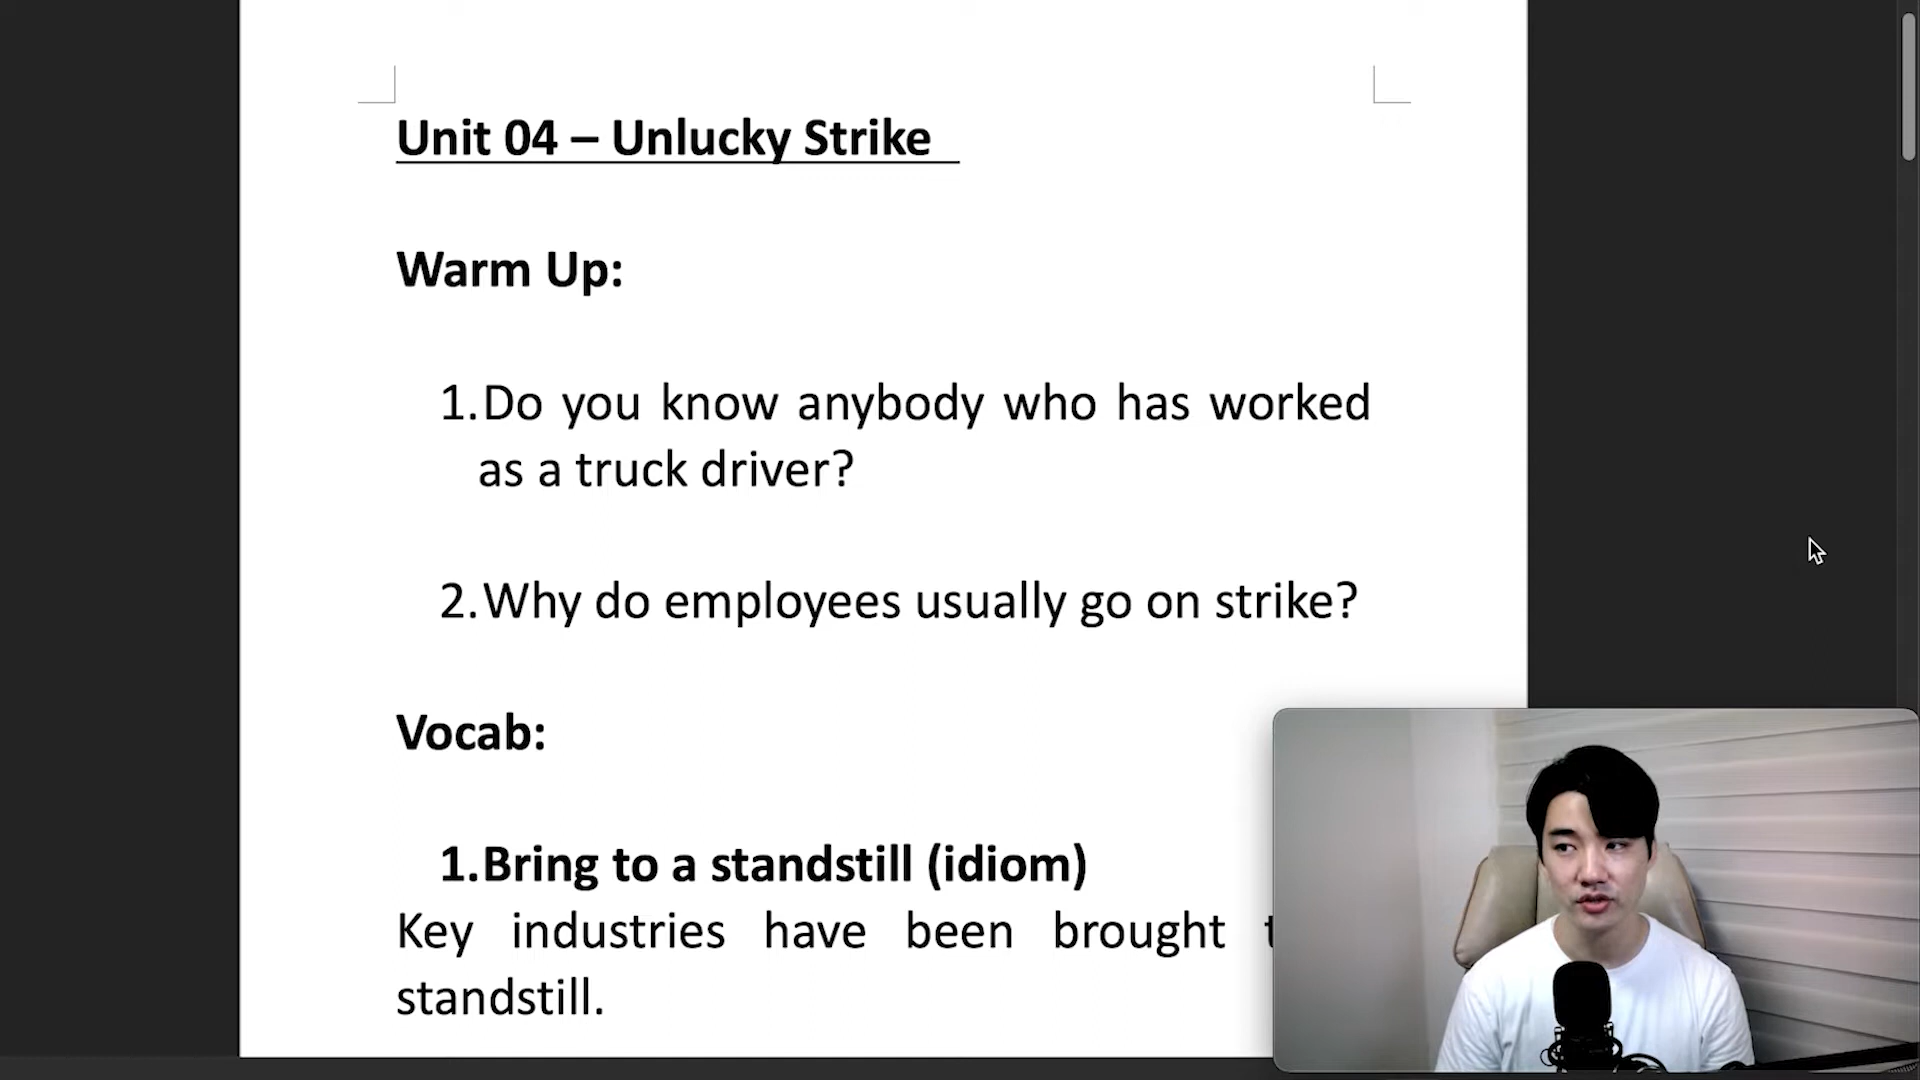 Unit 04 – Unlucky Strike
Warm Up:
1.Do you know anybody who has worked
as a truck driver?
2.Why do employees usually go on strike?
Vocab:
1.Bring to a standstill (idiom)
Key industries have been brought
standstill.